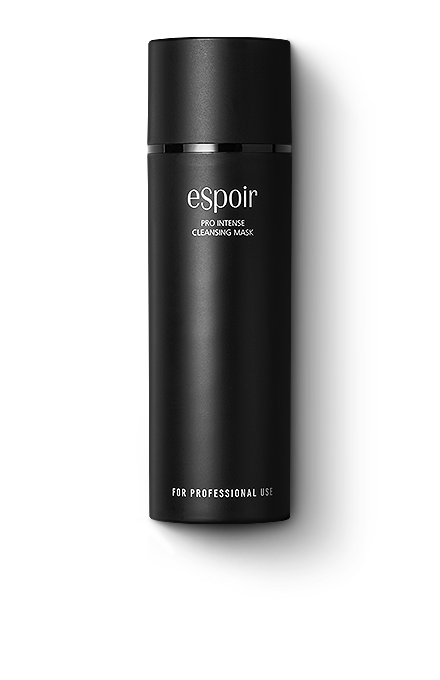 eSpoir
PRO INTENSE
CLEANSING MASK
FOR PROFESSIONAL USE